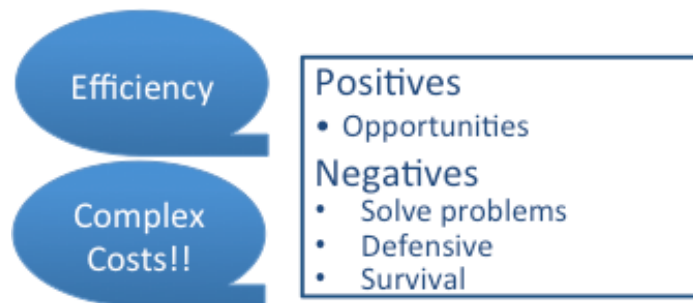 Efficiency
Complex
Costs!!
Positives
• Opportunities
Negatives
• Solve problems
• Defensive
• Survival